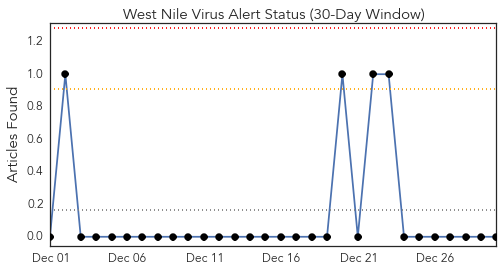 West Nile Virus Alert Status (30-Day Window)
Articles Found
1.2
1.0
0.8
0.6
0.4
0.2
0.0
Dec 01 Dec 06 Dec 11 Dec 16 Dec 21 Dec 26